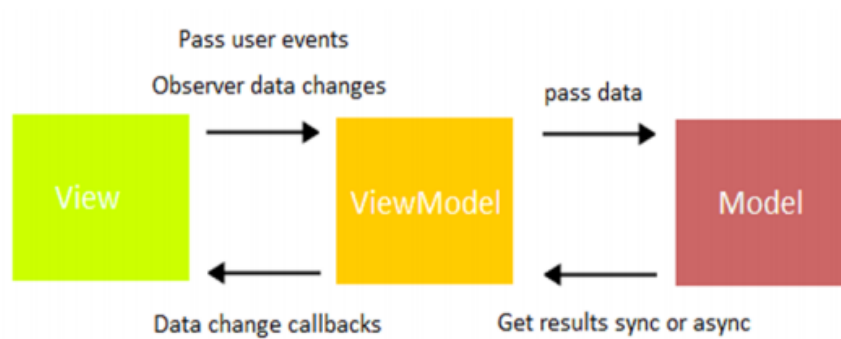 Pass user events
Observer data changes
pass data
View
ViewModel
Model
Data change callbacks
Get results sync or async